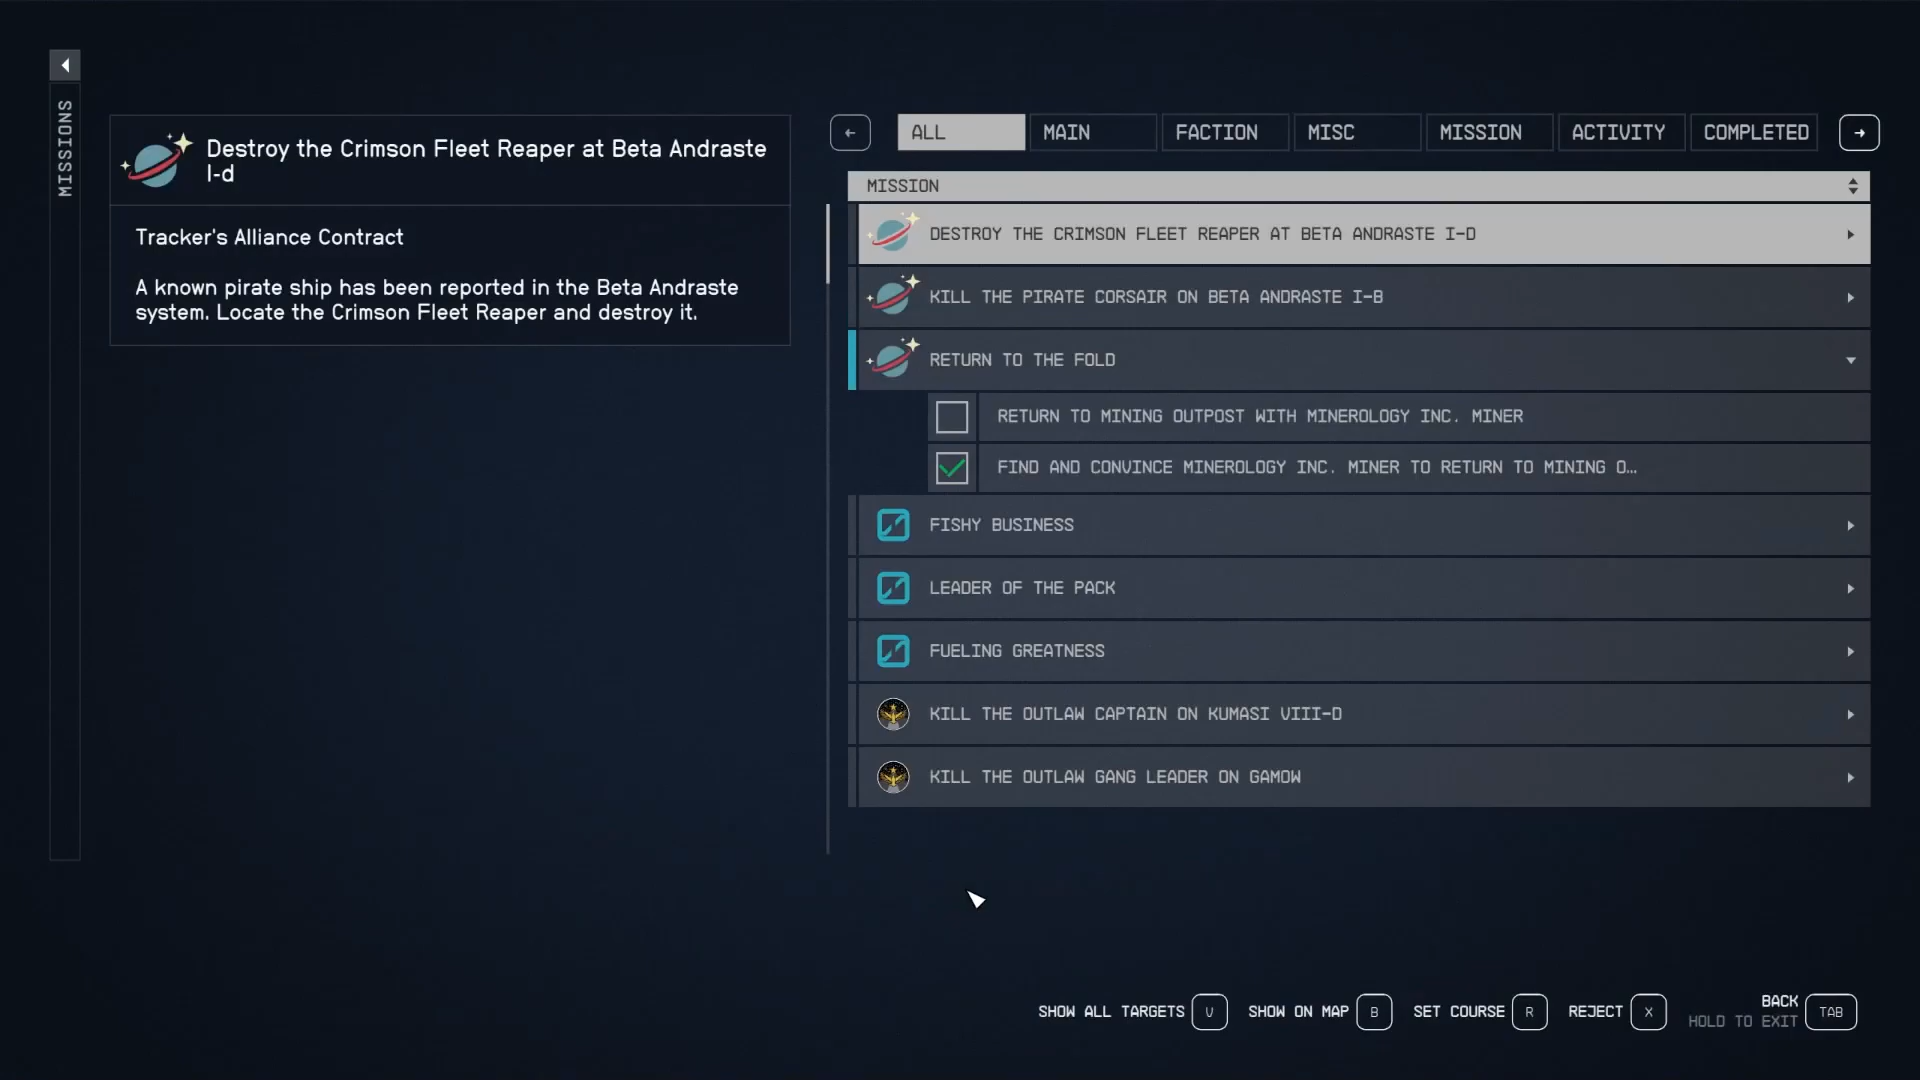 MISSIONS
Destroy the Crimson Fleet Reaper at Beta Andraste
I-d
Tracker's Alliance Contract
A known pirate ship has been reported in the Beta Andraste
system. Locate the Crimson Fleet Reaper and destroy it.
ALL MAIN FACTION MISC MISSION ACTIVITY COMPLETED
MISSION
DESTROY THE CRIMSON FLEET REAPER AT BETA ANDRASTE I-D
KILL THE PIRATE CORSAIR ON BETA ANDRASTE I-B
RETURN TO THE FOLD
RETURN TO MINING OUTPOST WITH MINEROLOGY INC. MINER
FIND AND CONVINCE MINEROLOGY INC. MINER TO RETURN TO MINING O…
FISHY BUSINESS
LEADER OF THE PACK
FUELING GREATNESS
KILL THE OUTLAW CAPTAIN ON KUMASI VIII-D
KILL THE OUTLAW GANG LEADER ON GAMOW
SHOW ALL TARGETS V SHOW ON MAP B SET COURSE R REJECT X BACK TAB
HOLD TO EXIT